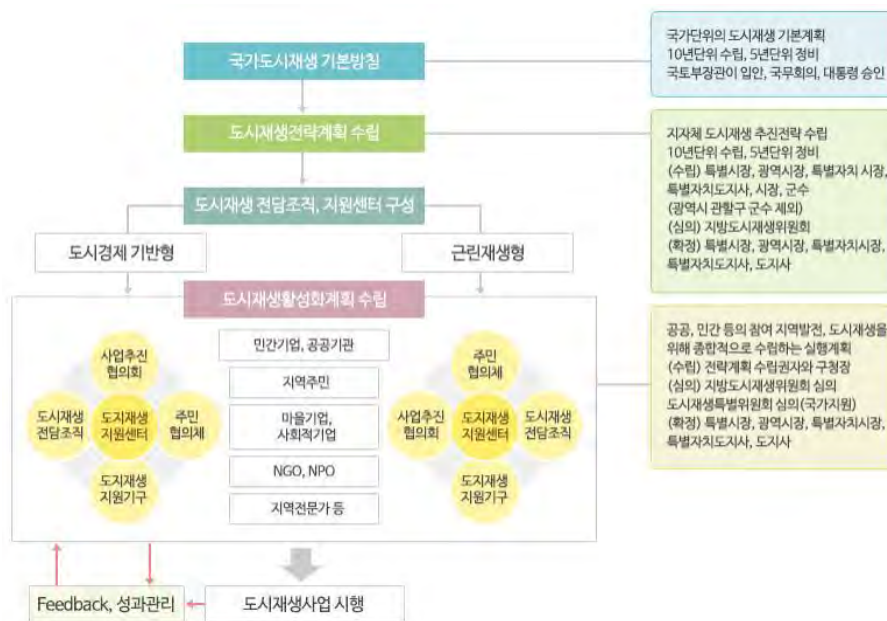 국가도시재생 기본방침
국가단위의 도시재생 기본계획
10년단위 수립, 5년단위 정비
국토부장관이 입안, 국무회의, 대통령 승인
도시재생전략계획 수립
지자체 도시재생 추진전략 수립
10년단위 수립, 5년단위 정비
(수립) 특별시장, 광역시장, 특별자치 시장,
특별자치도지사, 시장, 군수
(광역시 관할구 군수 제외)
(심의) 지방도시재생위원회
(확정) 특별시장, 광역시장, 특별자치시장,
특별자치도지사, 도지사
도시재생 전담조직, 지원센터 구성
도시경제 기반형
근린재생형
도시재생활성화계획 수립
공공, 민간 등의 참여 지역발전, 도시재생을
위해 종합적으로 수립하는 실행계획
(수립) 전략계획 수립권자와 구청장
(심의) 지방도시재생위원회 심의
도시재생특별위원회 심의(국가지원)
(확정) 특별시장, 광역시장, 특별자치시장,
특별자치도지사, 도지사
사업추진
협의회
도시재생
전담조직
도지재생
지원센터
주민
협의체
도지재생
지원기구
민간기업, 공공기관
지역주민
마을기업,
사회적기업
NGO, NPO
지역전문가 등
주민
협의체
사업추진
협의회
도지재생
지원센터
도시재생
전담조직
도지재생
지원기구
Feedback, 성과관리
도시재생사업 시행